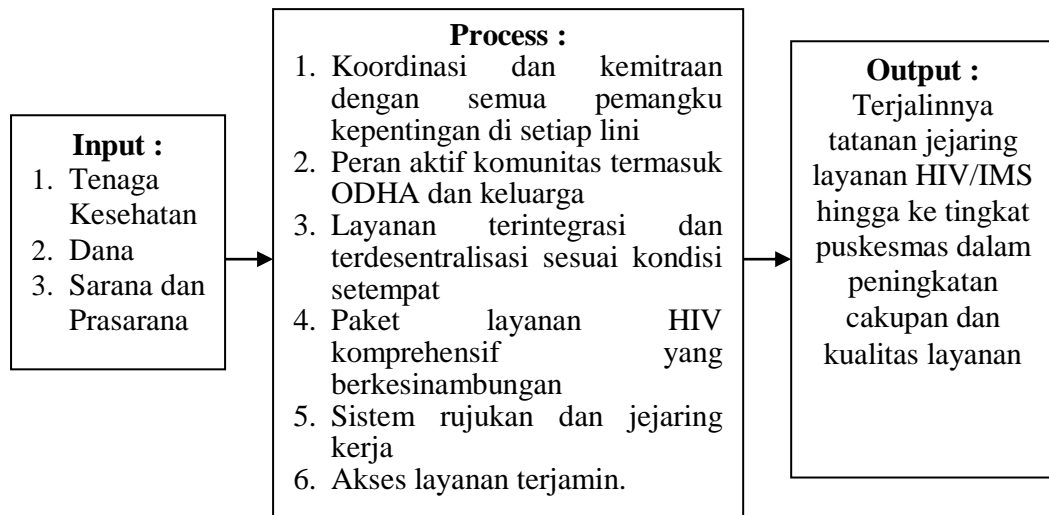 Input :
1. Tenaga
Kesehatan
2. Dana
3. Sarana dan
Prasarana
Process :
1. Koordinasi dan kemitraan
dengan semua pemangku
kepentingan di setiap lini
2. Peran aktif komunitas termasuk
ODHA dan keluarga
3. Layanan terintegrasi dan
terdesentralisasi sesuai kondisi
setempat
4. Paket layanan HIV
komprehensif yang
berkesinambungan
5. Sistem rujukan dan jejaring
kerja
6. Akses layanan terjamin.
Output :
Terjalinnya
tatanan jejaring
layanan HIV/IMS
hingga ke tingkat
puskesmas dalam
peningkatan
cakupan dan
kualitas layanan